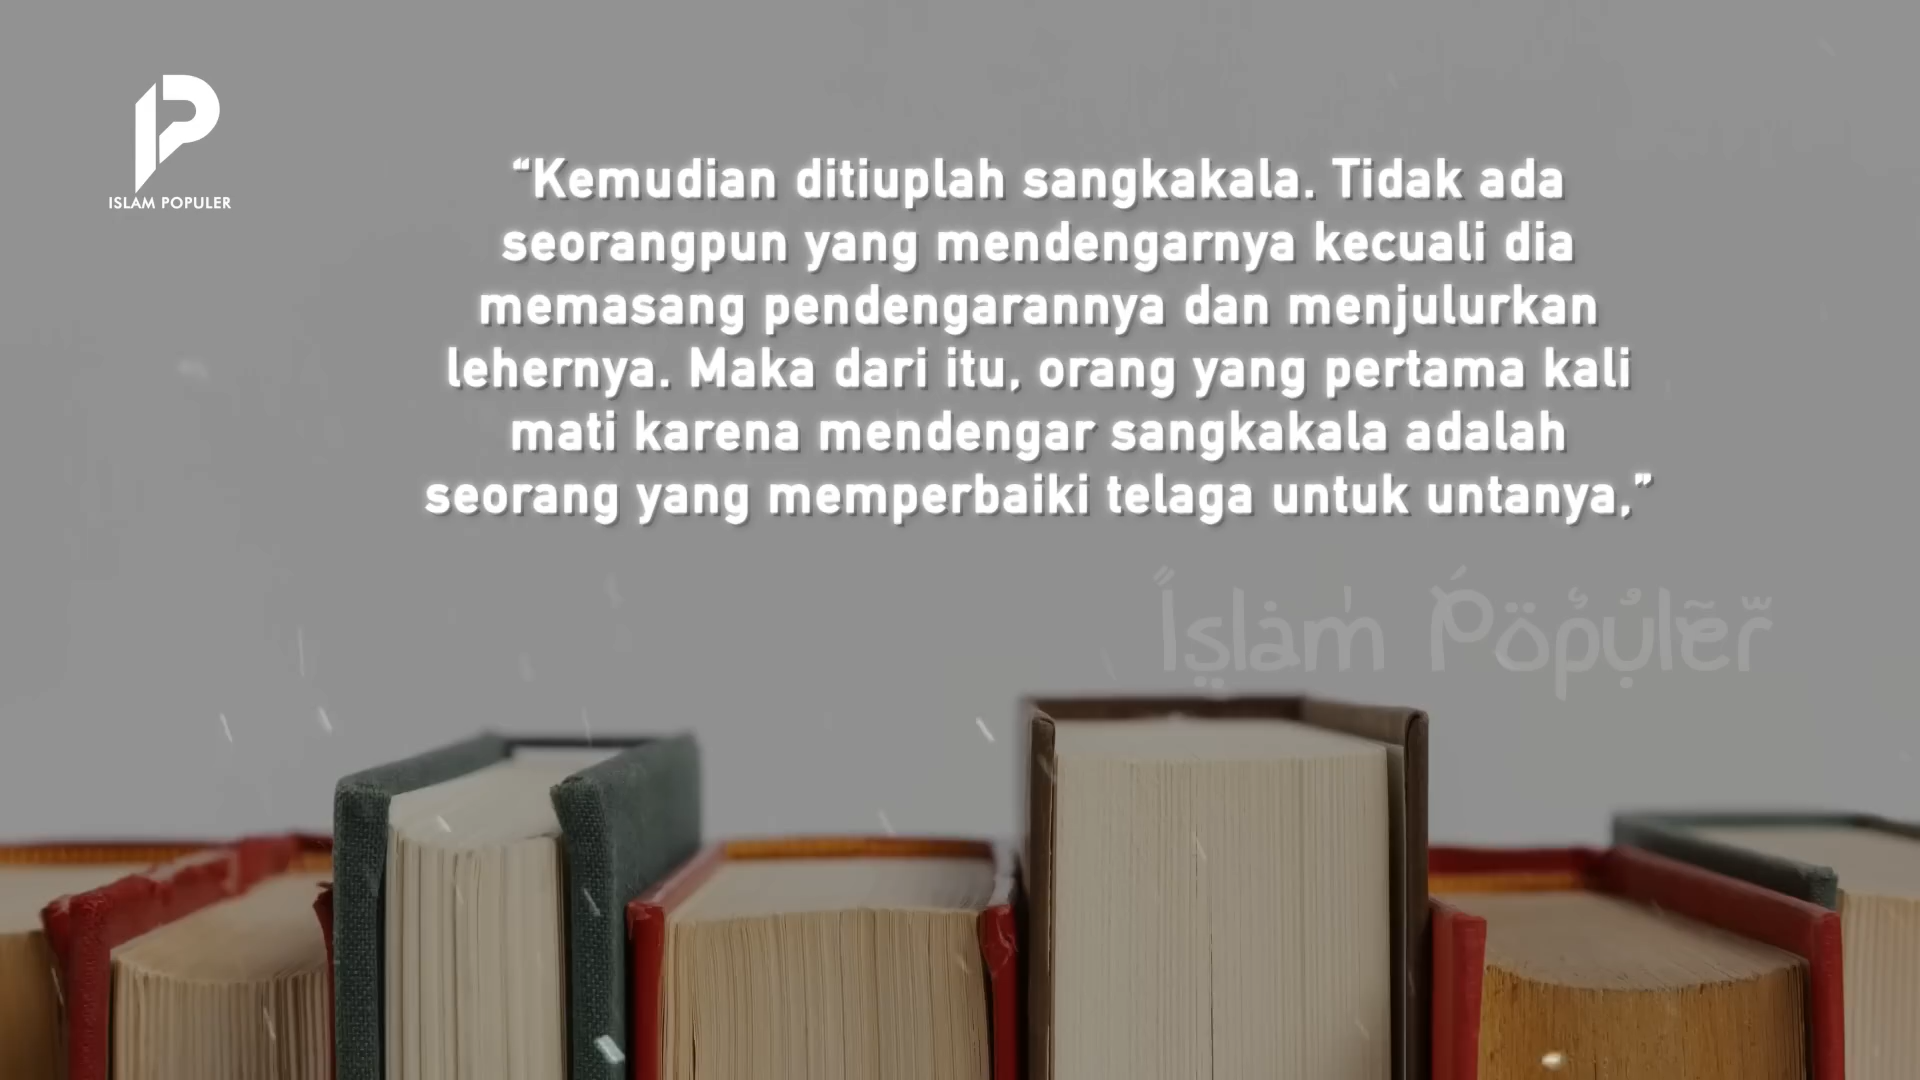 ISLAM POPULER
“Kemudian ditiuplah sangkakala. Tidak ada
seorangpun yang mendengarnya kecuali dia
memasang pendengarannya dan menjulurkan
lehernya. Maka dari itu, orang yang pertama kali
mati karena mendengar sangkakala adalah
seorang yang memperbaiki telaga untuk untanya,”
Islam Populer